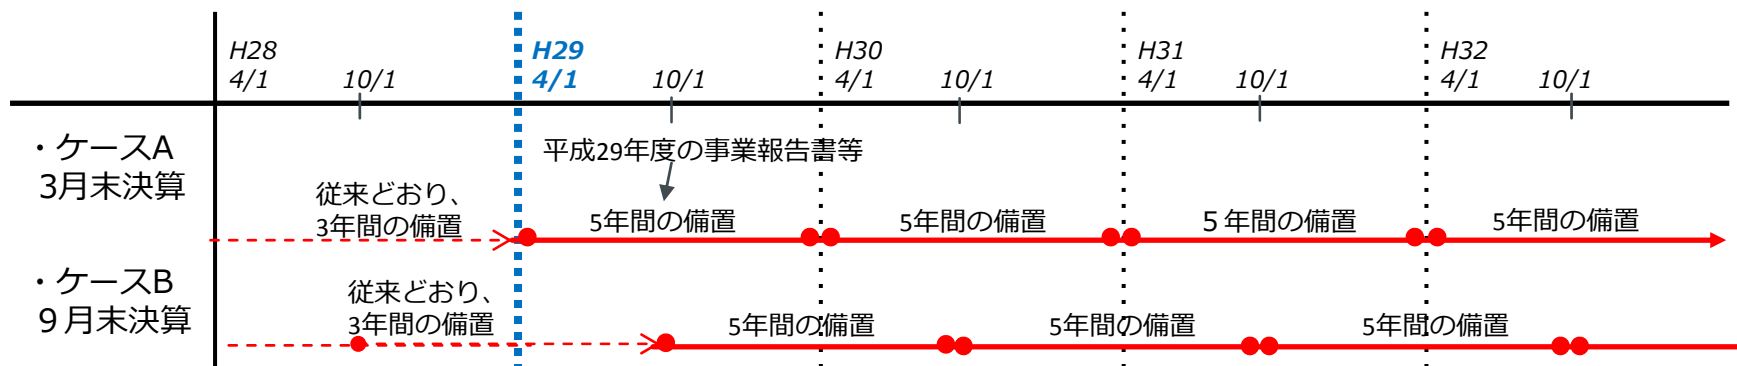 H28
4/1
10/1
H29
4/1
10/1
H30
4/1
10/1
H31
4/1
10/1
H32
4/1
10/1
・ケースA
3月末決算
平成29年度の事業報告書等
従来どおり、
3年間の備置
5年間の備置
5年間の備置
５年間の備置
5年間の備置
・ケースB
９月末決算
従来どおり、
3年間の備置
5年間の備置
5年間の備置
5年間の備置